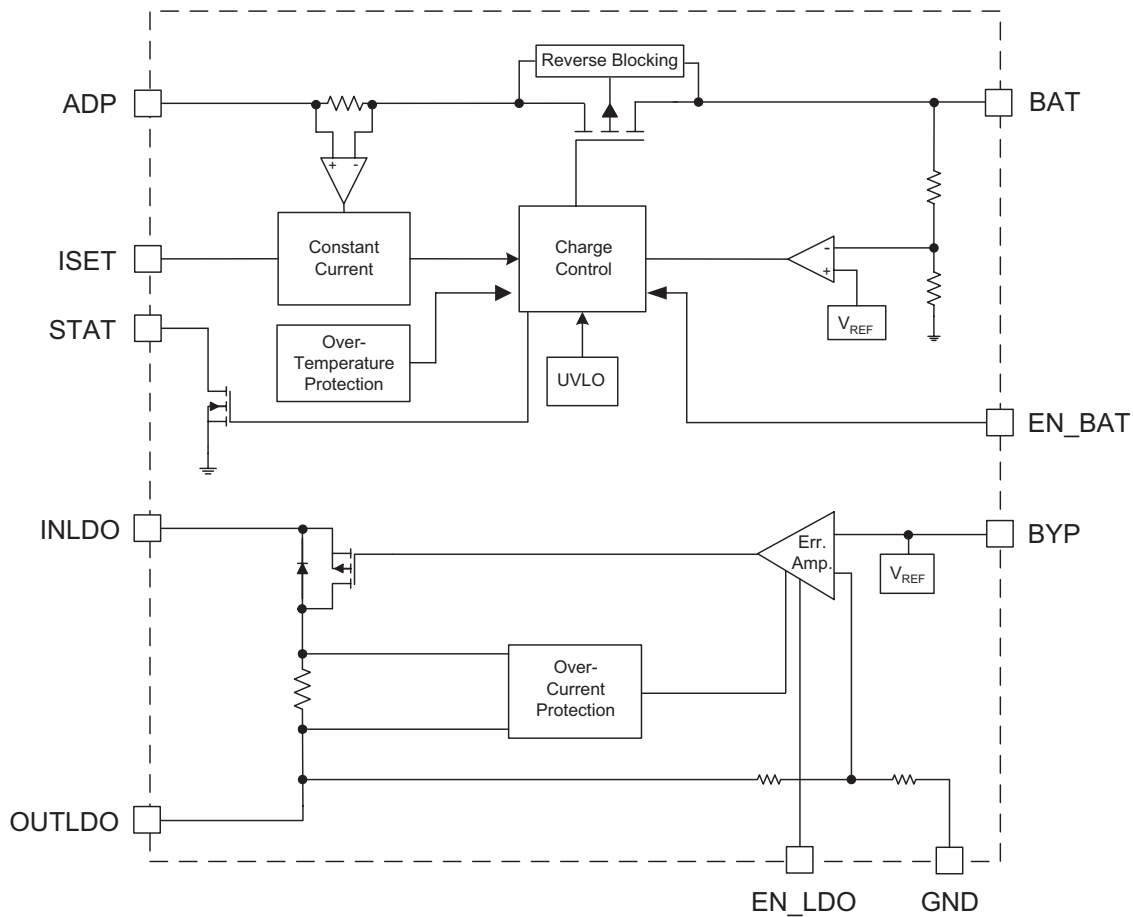 Reverse Blocking
ADP
BAT
+ -
ISET
Constant
Current
Charge
Control
-
+
STAT
VREF
Over-
Temperature
Protection
UVLO
EN_BAT
INLDO
Err.
Amp.
BYP
VREF
Over-
Current
Protection
OUTLDO
EN_LDO
GND